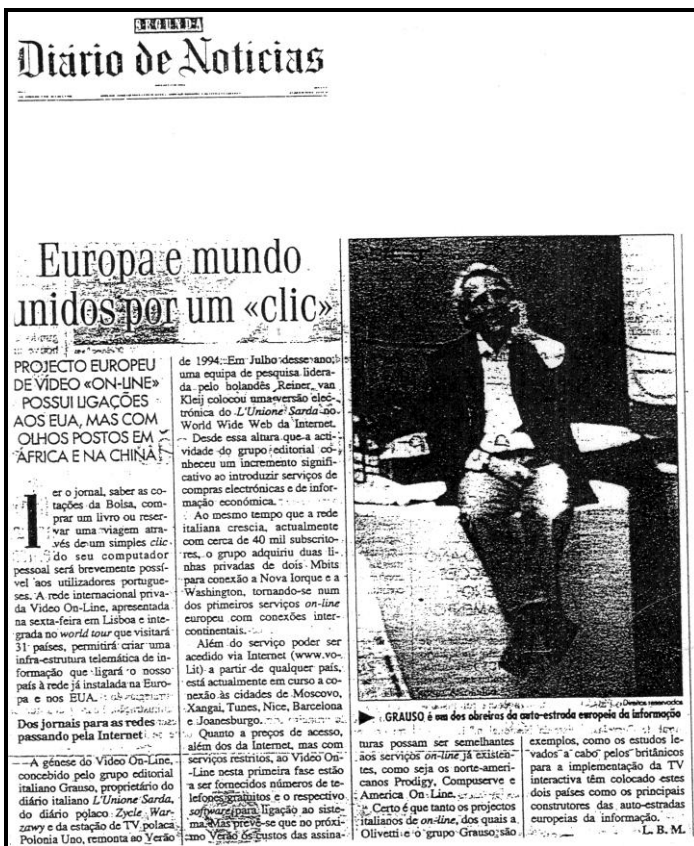 SEGUNDA
Diário de Notícias
Europa e mundo
unidos por um «clic»
PROJECTO EUROPEU
DE VÍDEO «ON-LINE»
POSSUI LIGAÇÕES
AOS EUA, MAS COM
OLHOS POSTOS EM
ÁFRICA E NA CHINA
ler o jornal, saber as co-
tações da Bolsa, com-
prar um livro ou reser-
var uma viagem atra-
vés de um simples clic
do seu computador
pessoal será brevemente possí-
vel aos utilizadores portugue-
ses. A rede internacional priva-
da Video On-Line, apresentada
na sexta-feira em Lisboa e inte-
grada no world tour que visitará
31 países, permitirá criar uma
infra-estrutura telemática de in-
formação que ligará o nosso
país à rede já instalada na Euro-
pa e nos EUA.
Dos jornais para as redes
passando pela Internet
A génese do Video On-Line,
concebido pelo grupo editorial
italiano Grauso, proprietário do
diário italiano L'Unione Sarda,
do diário polaco Zycle War-
zawy e da estação de TV polaca
Polonia Uno, remonta ao Verão
de 1994. Em Julho desse ano,
uma equipa de pesquisa lidera-
da pelo holandês Reiner van
Kleij colocou uma versão elec-
trónica do L'Unione Sarda no
World Wide Web da Internet.
Desde essa altura que a acti-
vidade do grupo editorial co-
nheceu um incremento signifi-
cativo ao introduzir serviços de
compras electrónicas e de infor-
mação económica.
Ao mesmo tempo que a rede
italiana crescia, actualmente
com cerca de 40 mil subscrito-
res, o grupo adquiriu duas li-
nhas privadas de dois Mbits
para conexão a Nova Iorque e a
Washington, tornando-se num
dos primeiros serviços on-line
europeu com conexões inter-
continentais.
Além do serviço poder ser
acedido via Internet (www.vo-
l.it) a partir de qualquer país,
está actualmente em curso a co-
nexão às cidades de Moscovo,
Xangai, Tunes, Nice, Barcelona
e Joanesburgo.
Quanto a preços de acesso,
além dos da Internet, mas com
serviços restritos, ao Video On-
-Line nesta primeira fase estão
a ser fornecidos números de te-
lefones gratuitos e o respectivo
software para ligação ao siste-
ma. Mas prevê-se que no próxi-
mo Verão os custos das assina-
Direitos reservados
GRAUSO é um dos obreiros da auto-estrada europeia da informação
turas possam ser semelhantes
aos serviços on-line já existen-
tes, como seja os norte-ameri-
canos Prodigy, Compuserve e
America On Line.
Certo é que tanto os projectos
italianos de on-line, dos quais a
Olivetti e o grupo Grauso são
exemplos, como os estudos le-
vados a cabo pelos britânicos
para a implementação da TV
interactiva têm colocado estes
dois países como os principais
construtores das auto-estradas
europeias da informação.
L. B. M.